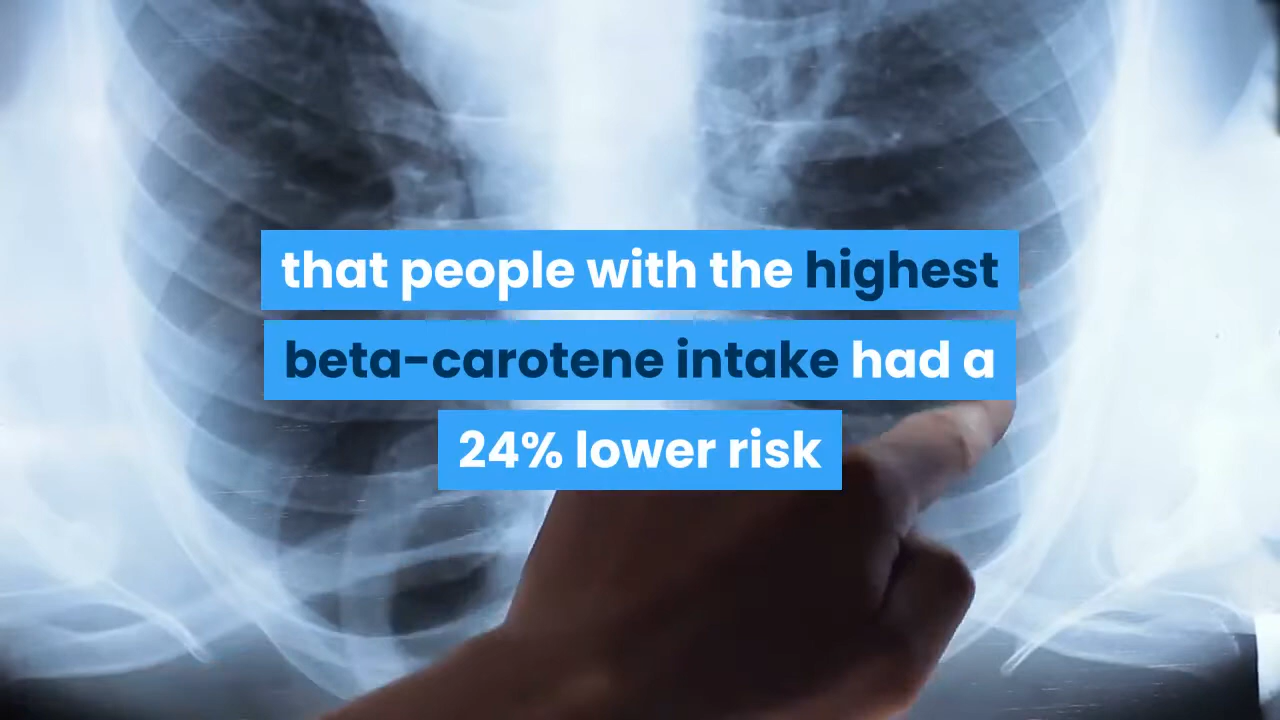 that people with the highest
beta-carotene intake had a
24% lower risk